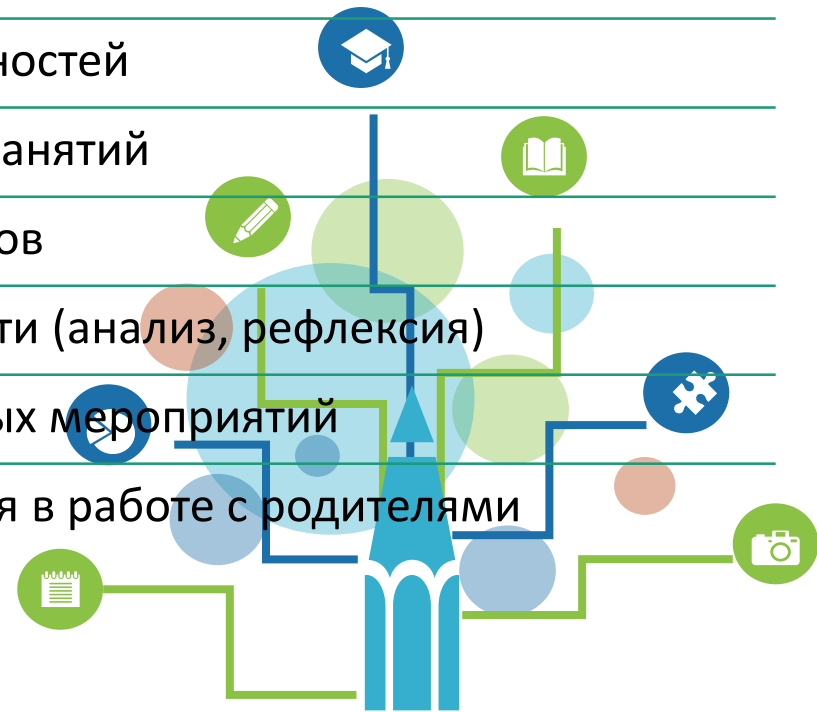 ностей
анятий
ов
ти (анализ, рефлексия)
ых мероприятий
я в работе с родителями